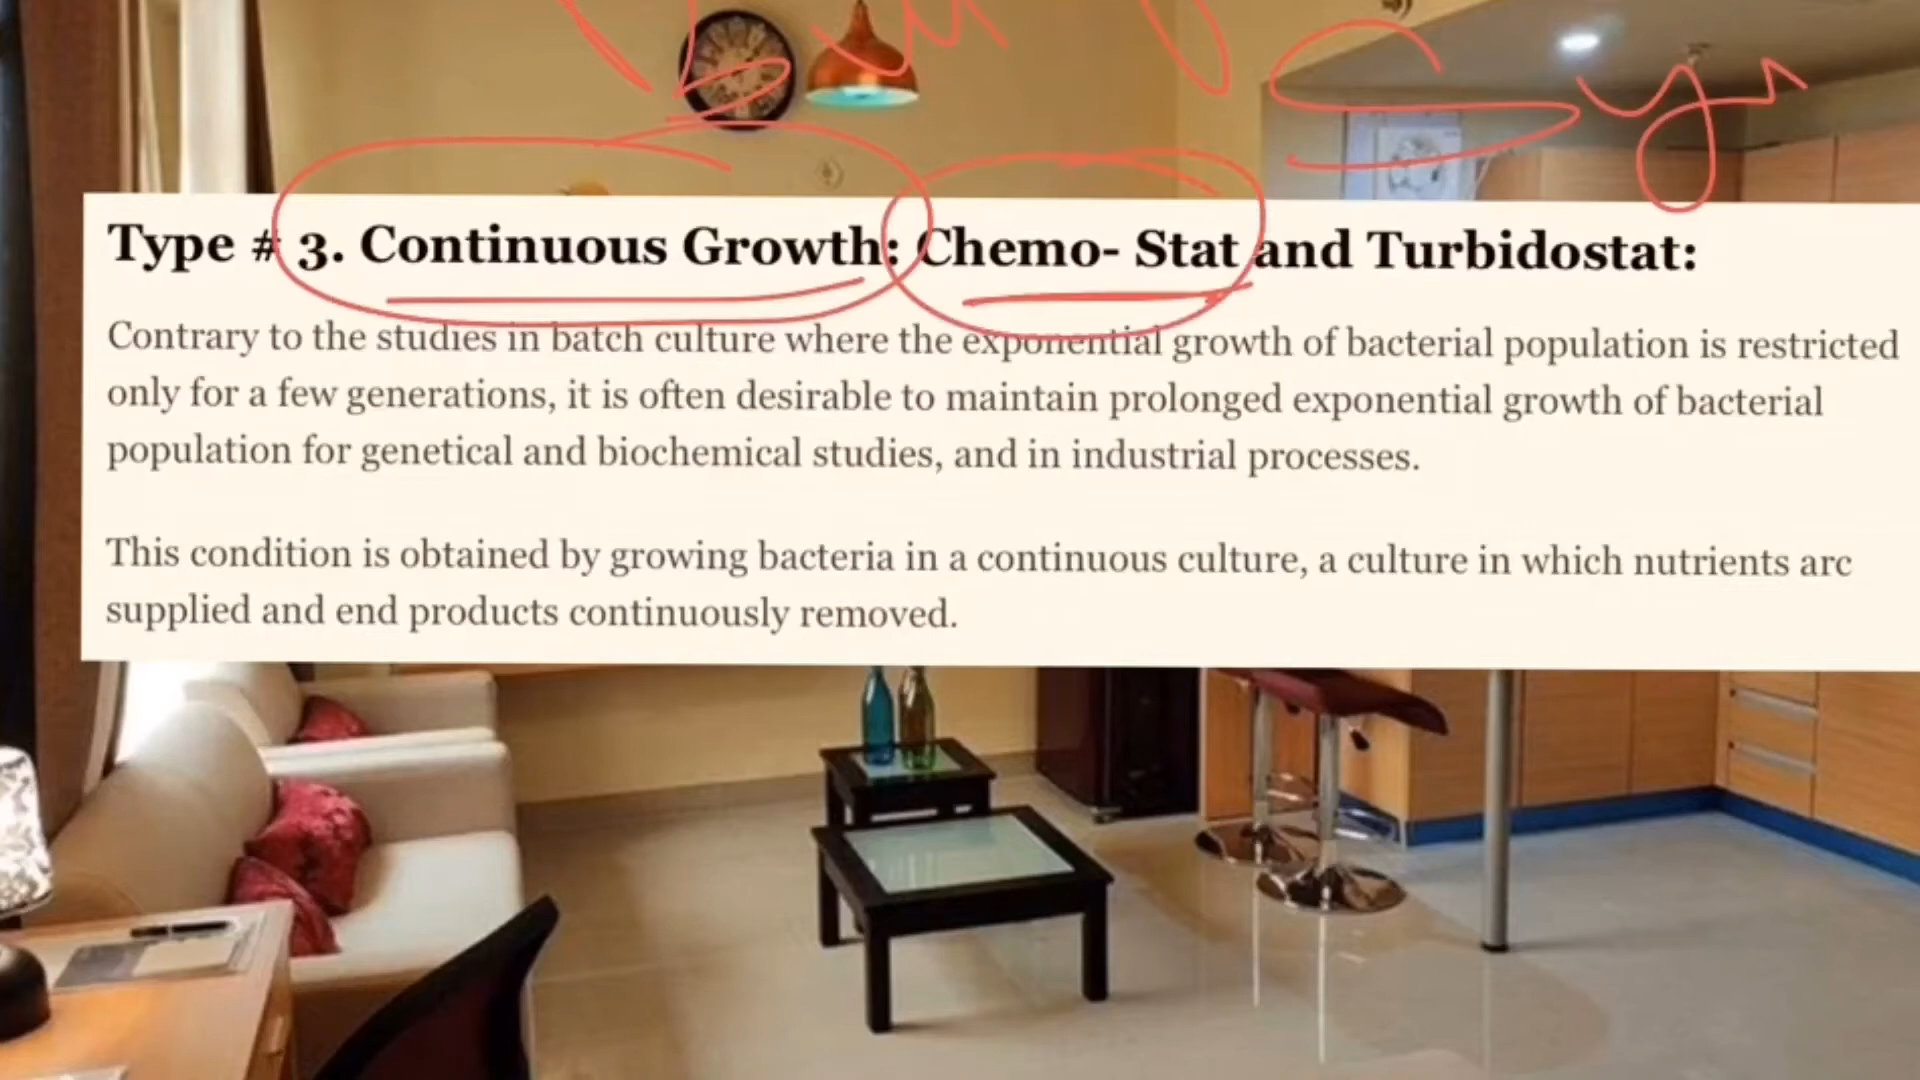 Type # 3. Continuous Growth: Chemo- Stat and Turbidostat:
Contrary to the studies in batch culture where the exponential growth of bacterial population is restricted
only for a few generations, it is often desirable to maintain prolonged exponential growth of bacterial
population for genetical and biochemical studies, and in industrial processes.
This condition is obtained by growing bacteria in a continuous culture, a culture in which nutrients arc
supplied and end products continuously removed.